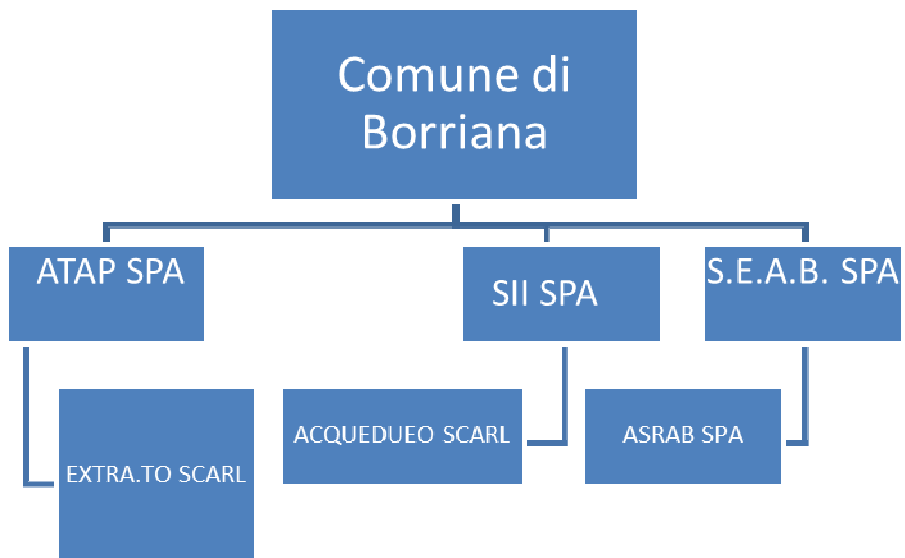 Comune di
Borriana
ATAP SPA
SII SPA
S.E.A.B. SPA
EXTRA.TO SCARL
ACQUEDUEO SCARL
ASRAB SPA